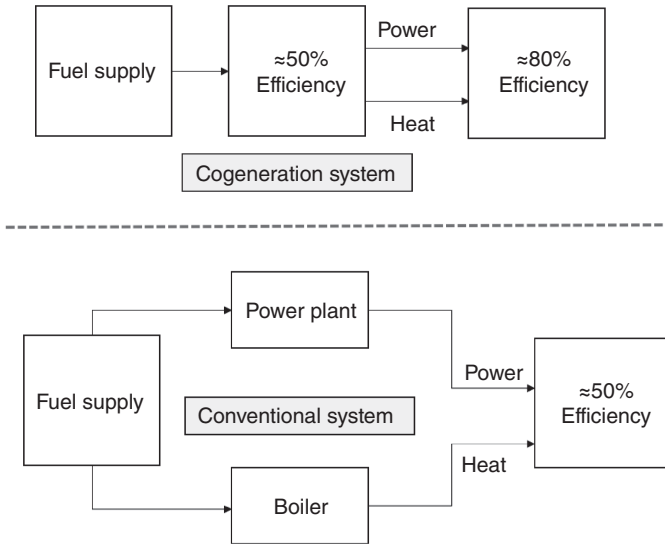 Power
Fuel supply
≈50%
Efficiency
≈80%
Efficiency
Heat
Cogeneration system
Power plant
Fuel supply
Conventional system
Power
≈50%
Efficiency
Heat
Boiler